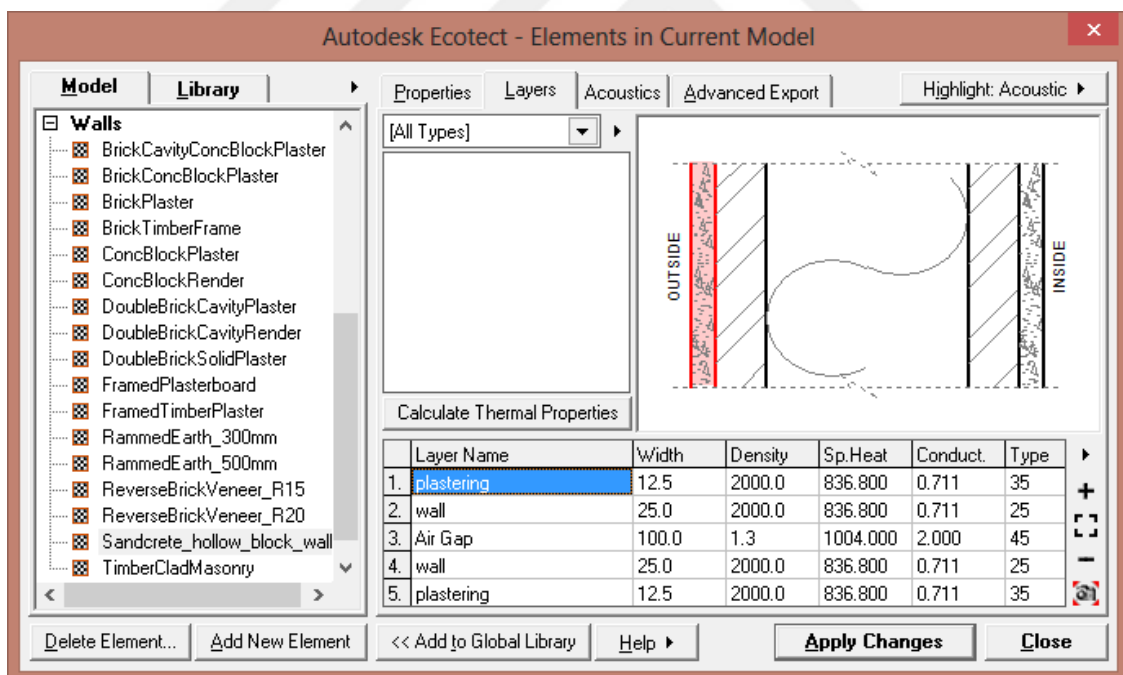 Autodesk Ecotect - Elements in Current Model
Model Library
Walls
BrickCavityConcBlockPlaster
BrickConcBlockPlaster
BrickPlaster
BrickTimberFrame
ConcBlockPlaster
ConcBlockRender
DoubleBrickCavityPlaster
DoubleBrickCavityRender
DoubleBrickSolidPlaster
FramedPlasterboard
FramedTimberPlaster
RammedEarth_300mm
RammedEarth_500mm
ReverseBrickVeneer_R15
ReverseBrickVeneer_R20
Sandcrete_hollow_block_wall
TimberCladMasonry
Delete Element... Add New Element
Properties Layers Acoustics Advanced Export Highlight: Acoustic
[All Types]
Calculate Thermal Properties
OUTSIDE
INSIDE
Layer Name Width Density Sp.Heat Conduct. Type
1. plastering 12.5 2000.0 836.800 0.711 35
2. wall 25.0 2000.0 836.800 0.711 25
3. Air Gap 100.0 1.3 1004.000 2.000 45
4. wall 25.0 2000.0 836.800 0.711 25
5. plastering 12.5 2000.0 836.800 0.711 35
<< Add to Global Library Help Apply Changes Close